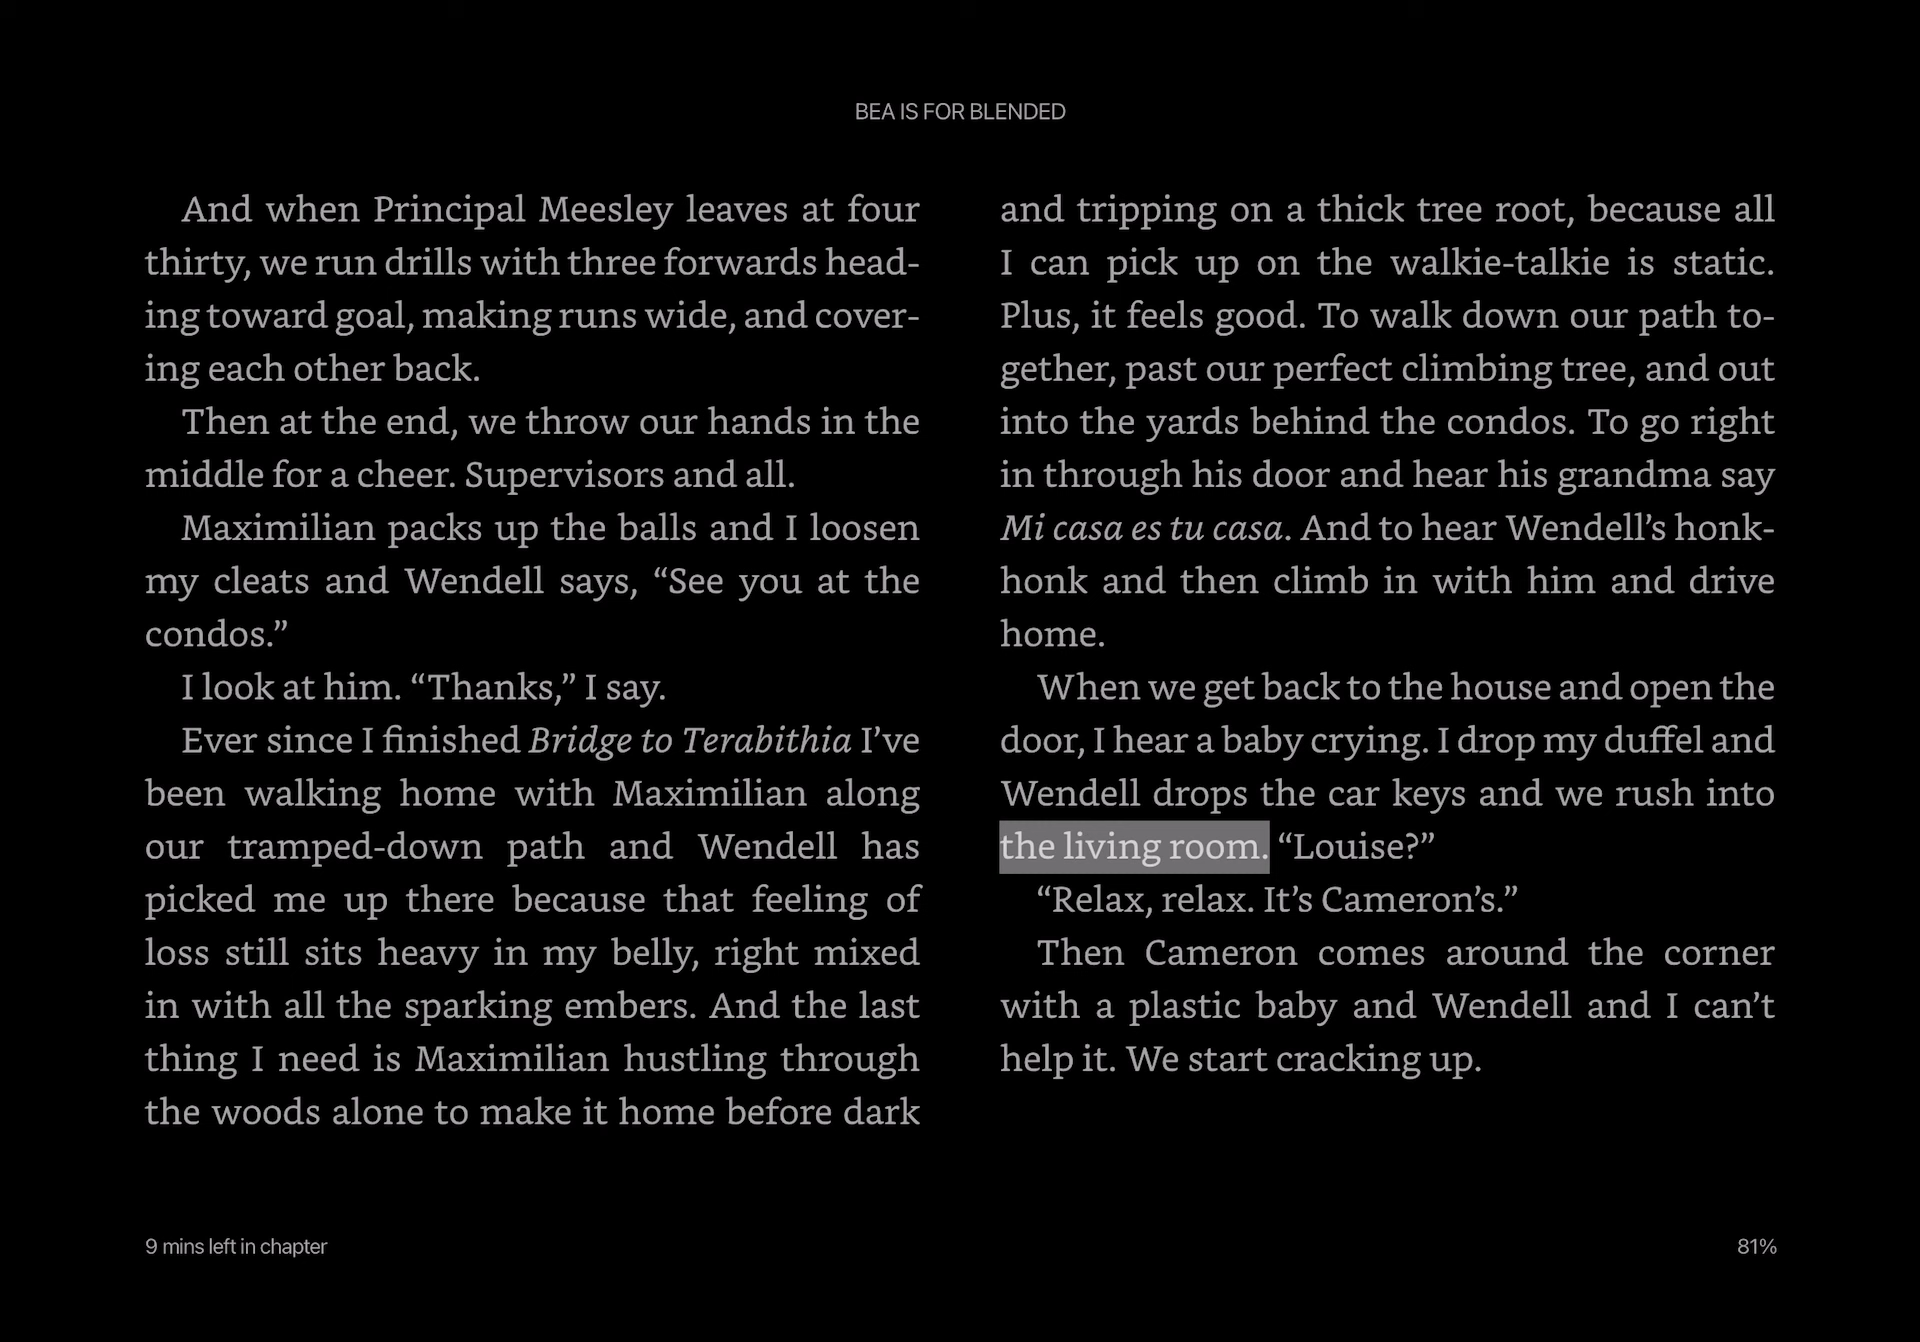 BEA IS FOR BLENDED
And when Principal Meesley leaves at four
thirty, we run drills with three forwards head-
ing toward goal, making runs wide, and cover-
ing each other back.
Then at the end, we throw our hands in the
middle for a cheer. Supervisors and all.
Maximilian packs up the balls and I loosen
my cleats and Wendell says, “See you at the
condos.”
I look at him. “Thanks,” I say.
Ever since I finished Bridge to Terabithia I’ve
been walking home with Maximilian along
our tramped-down path and Wendell has
picked me up there because that feeling of
loss still sits heavy in my belly, right mixed
in with all the sparking embers. And the last
thing I need is Maximilian hustling through
the woods alone to make it home before dark
and tripping on a thick tree root, because all
I can pick up on the walkie-talkie is static.
Plus, it feels good. To walk down our path to-
gether, past our perfect climbing tree, and out
into the yards behind the condos. To go right
in through his door and hear his grandma say
Mi casa es tu casa. And to hear Wendell’s honk-
honk and then climb in with him and drive
home.
When we get back to the house and open the
door, I hear a baby crying. I drop my duffel and
Wendell drops the car keys and we rush into
the living room. “Louise?”
“Relax, relax. It’s Cameron’s.”
Then Cameron comes around the corner
with a plastic baby and Wendell and I can’t
help it. We start cracking up.
9 mins left in chapter
81%